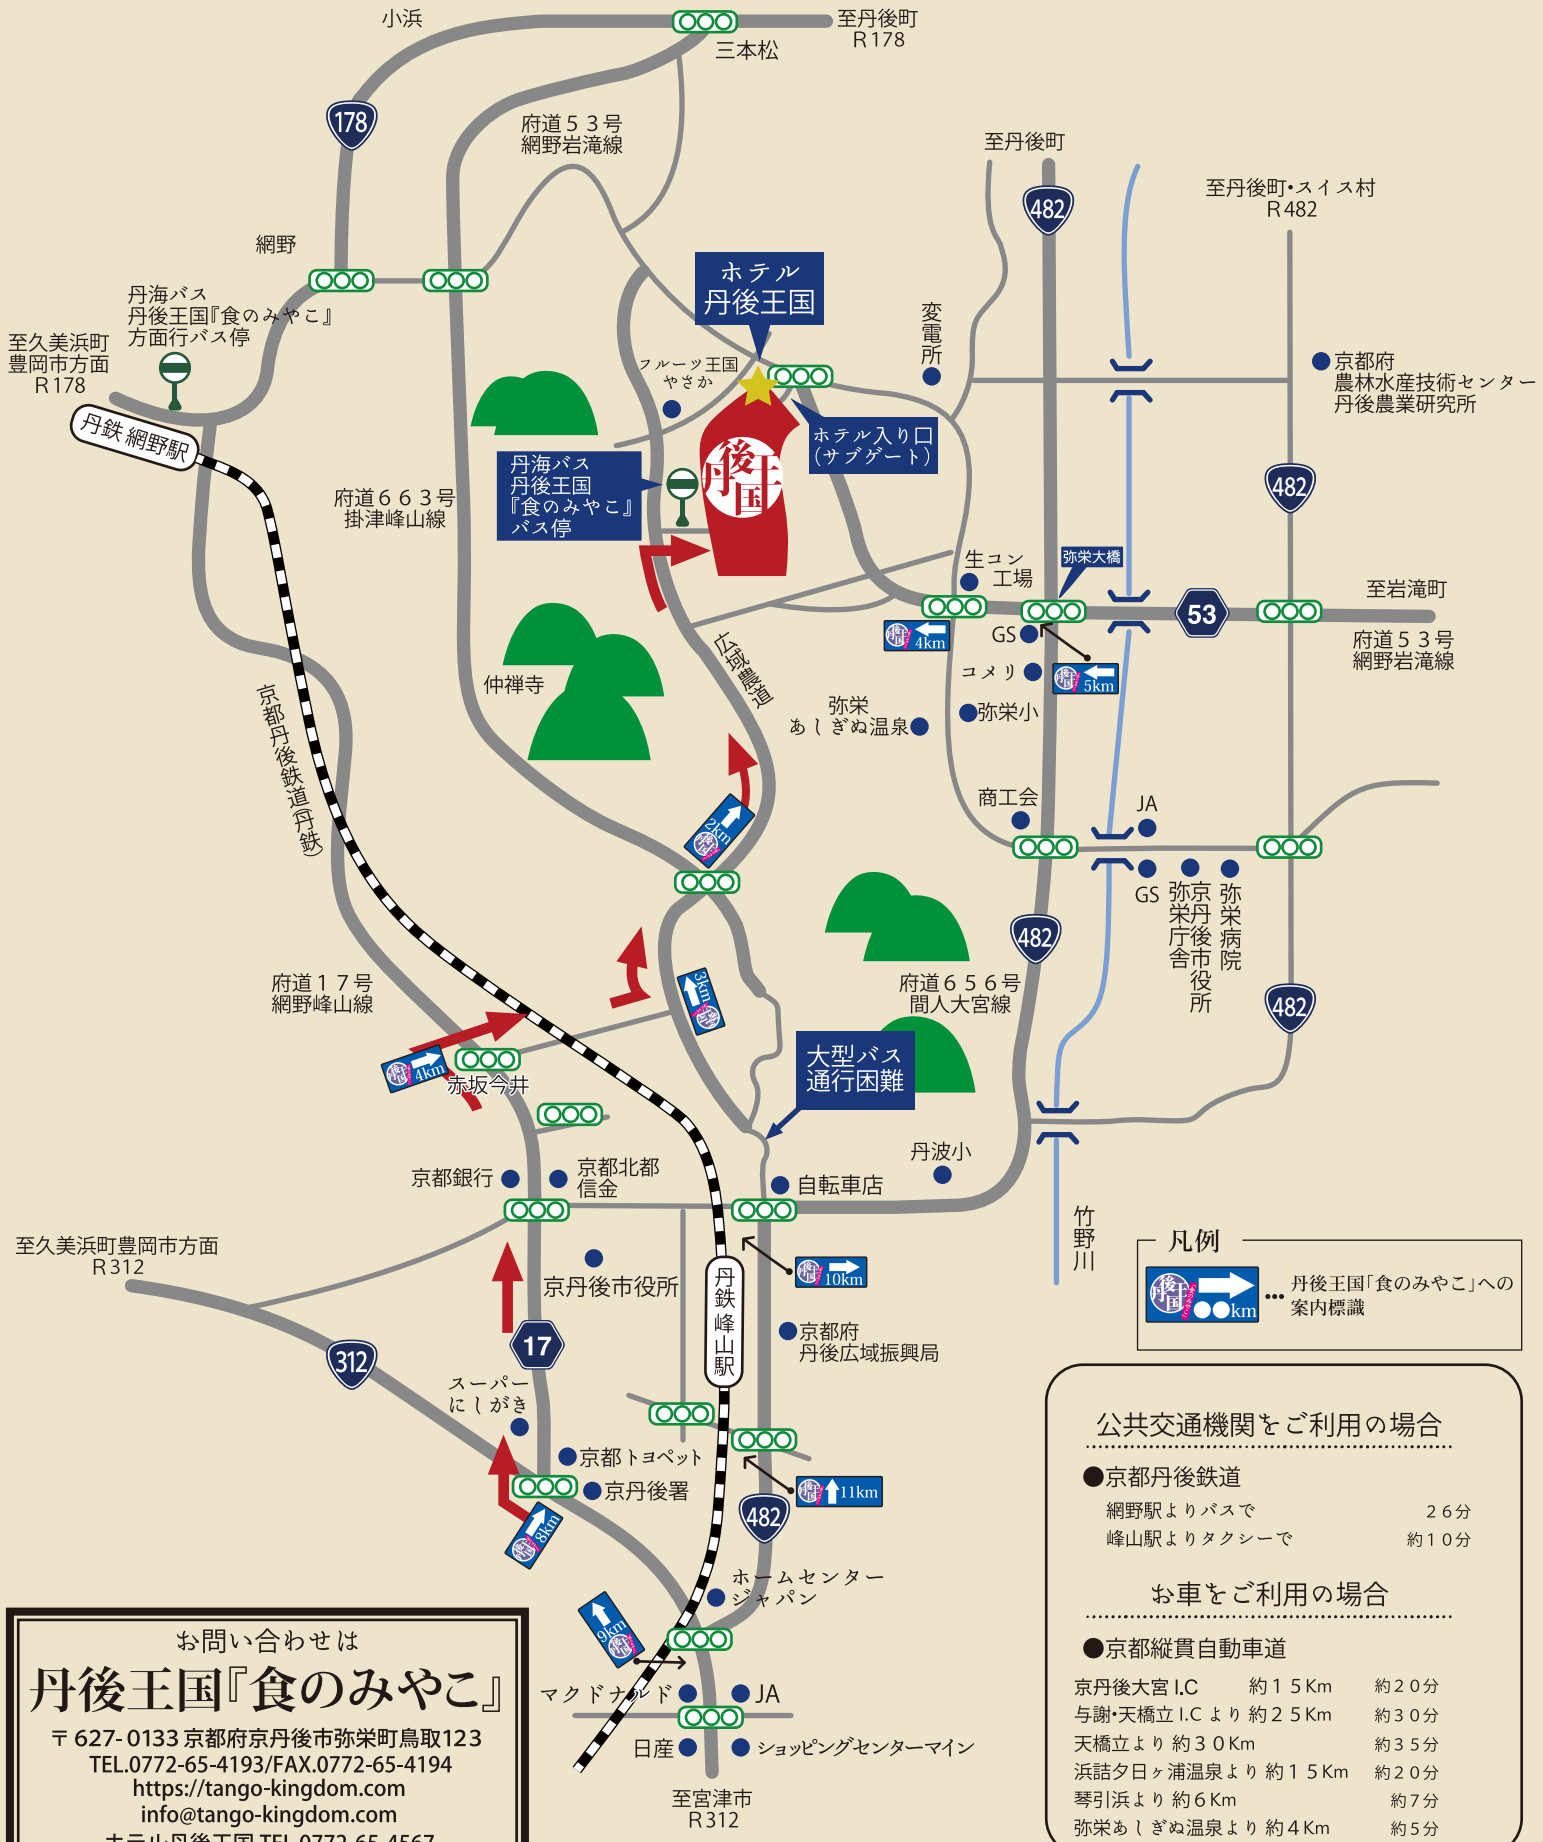 小浜
三本松
至丹後町
R178
178
府道53号
網野岩滝線
至丹後町
482
至丹後町・スイス村
R482
網野
丹海バス
丹後王国『食のみやこ』
方面行バス停
至久美浜町
豊岡市方面
R178
丹鉄 網野駅
ホテル
丹後王国
フルーツ王国
やさか
変電所
京都府
農林水産技術センター
丹後農業研究所
ホテル入り口
(サブゲート)
丹後王国
丹海バス
丹後王国
『食のみやこ』
バス停
府道663号
掛津峰山線
482
生コン
工場
弥栄大橋
至岩滝町
53
府道53号
網野岩滝線
4km
GS
コメリ
5km
弥栄小
弥栄
あしぎぬ温泉
広域農道
仲禅寺
京都丹後鉄道(丹鉄)
2km
商工会
JA
GS
京丹後市役所
弥栄庁舎
弥栄病院
482
府道656号
間人大宮線
482
府道17号
網野峰山線
3km
4km
赤坂今井
大型バス
通行困難
丹波小
京都銀行
京都北都
信金
自転車店
竹野川
至久美浜町豊岡市方面
R312
京丹後市役所
丹鉄 峰山駅
10km
凡例
km
… 丹後王国「食のみやこ」への
案内標識
312
17
京都府
丹後広域振興局
スーパー
にしがき
京都トヨペット
京丹後署
8km
11km
482
ホームセンター
ジャパン
9km
マクドナルド
JA
日産
ショッピングセンターマイン
至宮津市
R312
公共交通機関をご利用の場合
●京都丹後鉄道
網野駅よりバスで 26分
峰山駅よりタクシーで 約10分
お車をご利用の場合
●京都縦貫自動車道
京丹後大宮 I.C 約15Km 約20分
与謝・天橋立 I.C より 約25Km 約30分
天橋立より 約30Km 約35分
浜詰夕日ヶ浦温泉より 約15Km 約20分
琴引浜より 約6Km 約7分
弥栄あしぎぬ温泉より 約4Km 約5分
お問い合わせは
丹後王国『食のみやこ』
〒627-0133 京都府京丹後市弥栄町鳥取123
TEL.0772-65-4193/FAX.0772-65-4194
https://tango-kingdom.com
info@tango-kingdom.com
ホテル丹後王国 TEL.0772-65-4567